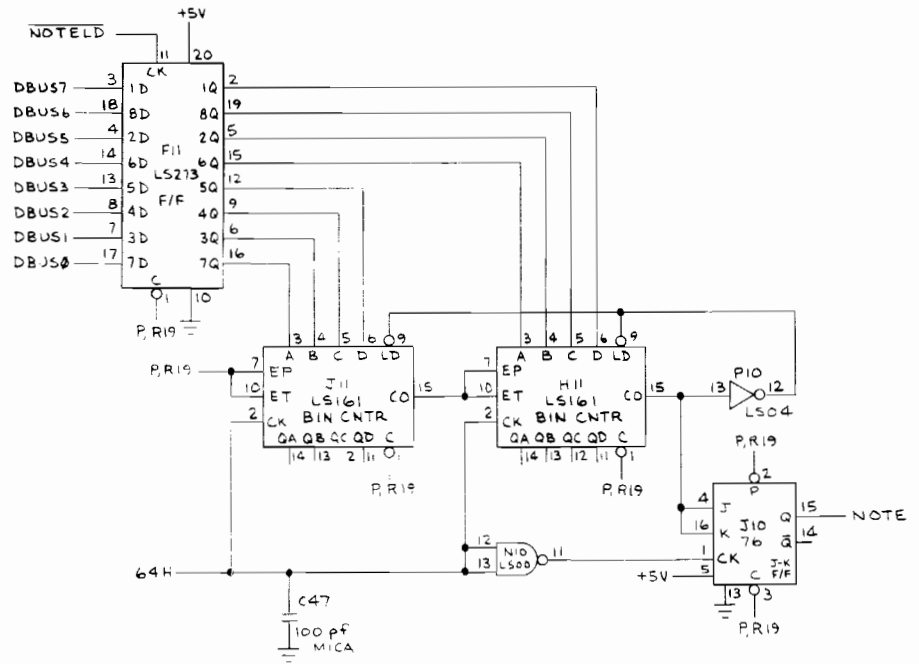 +5V
NOTELD
11
20
CK
DBUS7 3 1D 1Q 2
DBUS6 18 8D 8Q 19
DBUS5 4 2D 2Q 5
DBUS4 14 6D F11 6Q 15
DBUS3 13 5D LS273 5Q 12
DBUS2 8 4D F/F 4Q 9
DBUS1 7 3D 3Q 6
DBUS0 17 7D 7Q 16
C
1
10
P,R19
3 4 5 6 9
A B C D LD
P,R19 7 EP
J11
10 ET LS161 CO 15
BIN CNTR
2 CK
QA QB QC QD C
14 13 2 11 1
P,R19
3 4 5 6 9
A B C D LD
7 EP
H11
10 ET LS161 CO 15
BIN CNTR
2 CK
QA QB QC QD C
14 13 12 11 1
P,R19
P10
13 12
LS04
P,R19
2
P
4 J
16 K
J10
76
Q 15 NOTE
Q 14
1 CK
J-K
F/F
+5V 5
C
13
3
P,R19
12
13
N10
LS00
11
64H
C47
100 pf
MICA